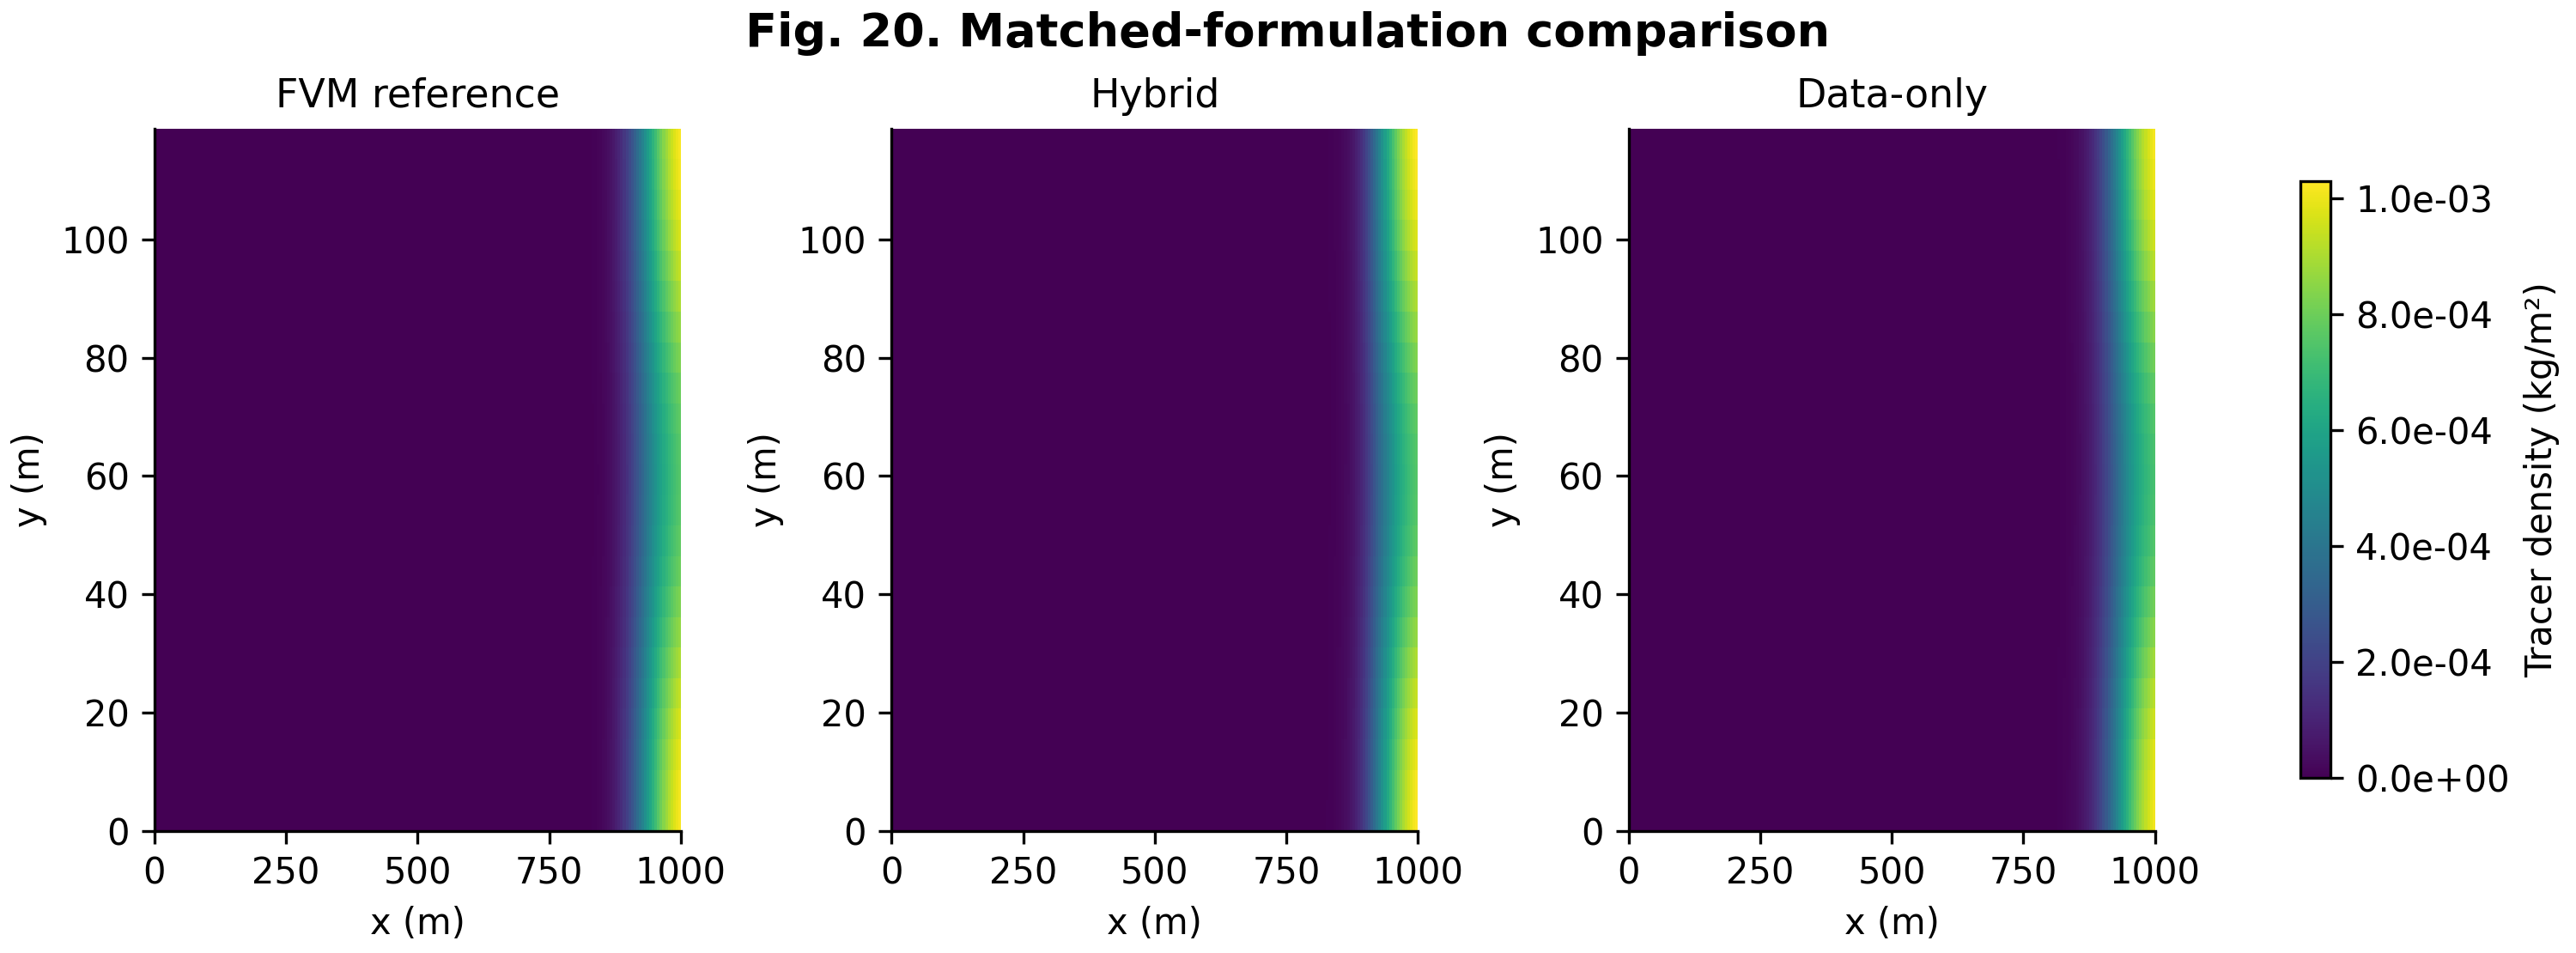 Fig. 20. Matched-formulation comparison
FVM reference
Hybrid
Data-only
y (m)
100
80
60
40
20
0
0 250 500 750 1000
x (m)
y (m)
100
80
60
40
20
0
0 250 500 750 1000
x (m)
y (m)
100
80
60
40
20
0
0 250 500 750 1000
x (m)
1.0e-03
8.0e-04
6.0e-04
4.0e-04
2.0e-04
0.0e+00
Tracer density (kg/m²)